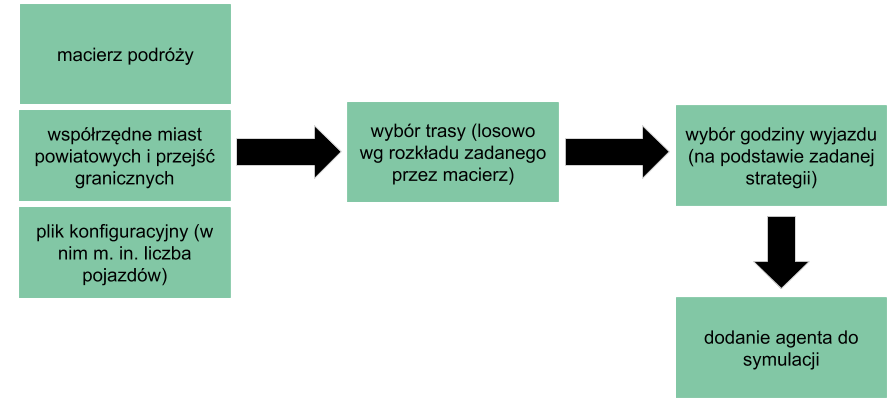 macierz podróży
współrzędne miast
powiatowych i przejść
granicznych
plik konfiguracyjny (w
nim m. in. liczba
pojazdów)
wybór trasy (losowo
wg rozkładu zadanego
przez macierz)
wybór godziny wyjazdu
(na podstawie zadanej
strategii)
dodanie agenta do
symulacji